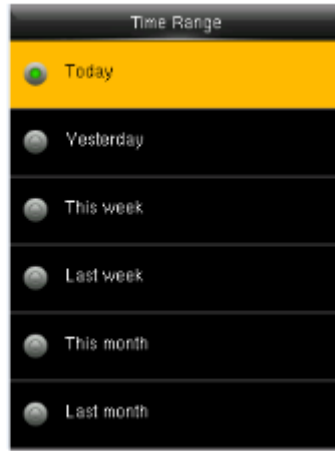 Time Range
Today
Yesterday
This week
Last week
This month
Last month